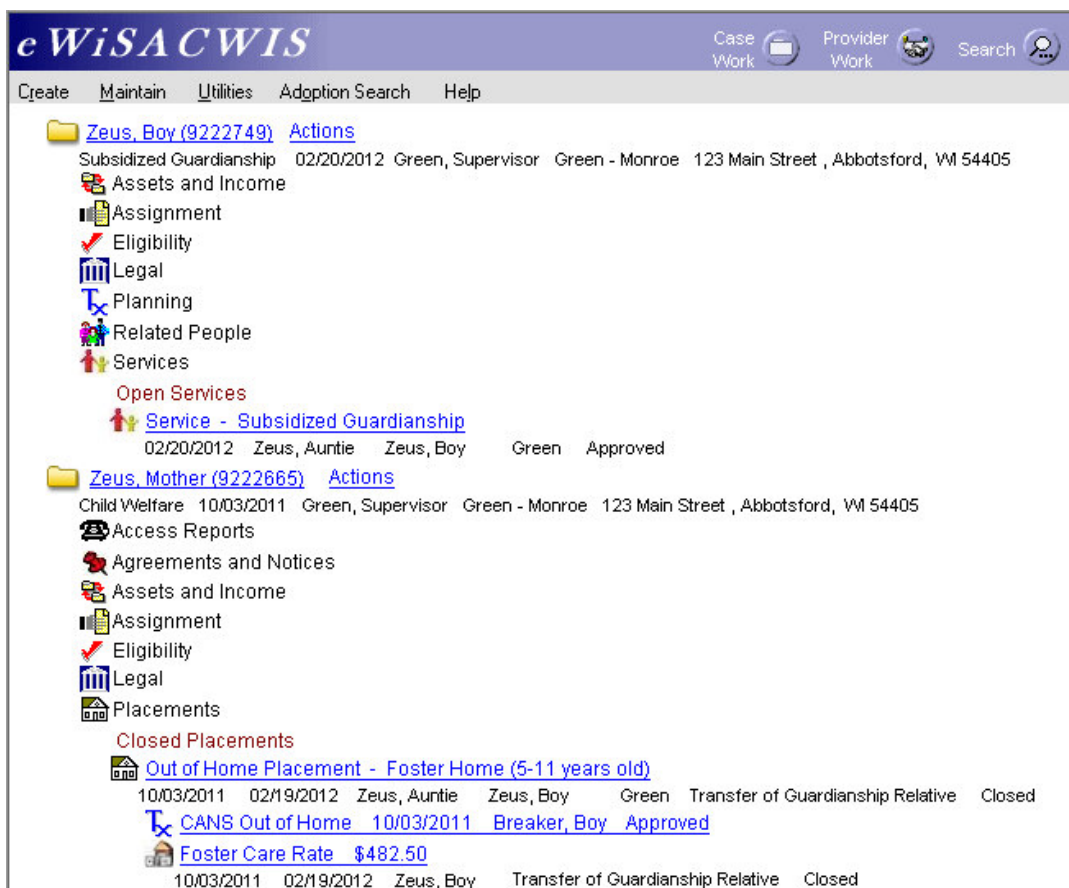 eWiSACWIS
Case Work
Provider Work
Search
Create Maintain Utilities Adoption Search Help
Zeus, Boy (9222749) Actions
Subsidized Guardianship 02/20/2012 Green, Supervisor Green - Monroe 123 Main Street , Abbotsford, WI 54405
Assets and Income
Assignment
Eligibility
Legal
Tx Planning
Related People
Services
Open Services
Service - Subsidized Guardianship
02/20/2012 Zeus, Auntie Zeus, Boy Green Approved
Zeus, Mother (9222665) Actions
Child Welfare 10/03/2011 Green, Supervisor Green - Monroe 123 Main Street , Abbotsford, WI 54405
Access Reports
Agreements and Notices
Assets and Income
Assignment
Eligibility
Legal
Placements
Closed Placements
Out of Home Placement - Foster Home (5-11 years old)
10/03/2011 02/19/2012 Zeus, Auntie Zeus, Boy Green Transfer of Guardianship Relative Closed
Tx CANS Out of Home 10/03/2011 Breaker, Boy Approved
Foster Care Rate $482.50
10/03/2011 02/19/2012 Zeus, Boy Transfer of Guardianship Relative Closed